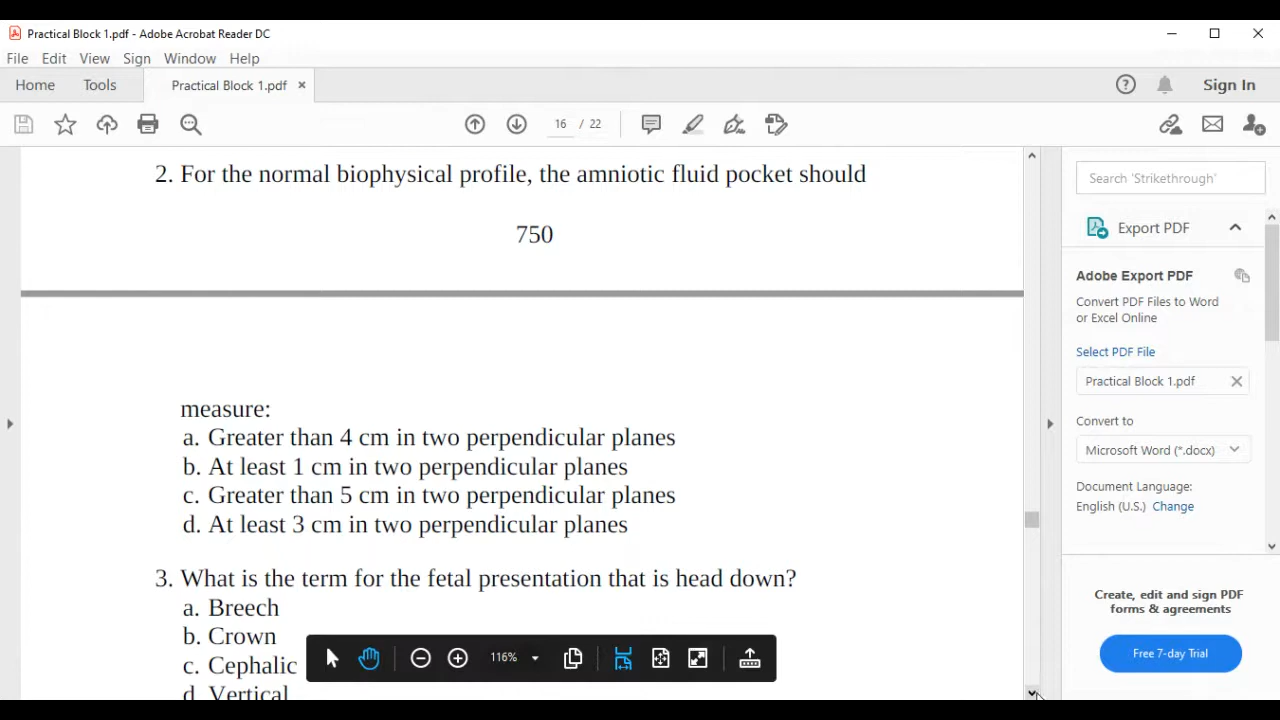 Practical Block 1.pdf - Adobe Acrobat Reader DC
File Edit View Sign Window Help
Home Tools Practical Block 1.pdf × Sign In
16 / 22
2. For the normal biophysical profile, the amniotic fluid pocket should
750
measure:
a. Greater than 4 cm in two perpendicular planes
b. At least 1 cm in two perpendicular planes
c. Greater than 5 cm in two perpendicular planes
d. At least 3 cm in two perpendicular planes
3. What is the term for the fetal presentation that is head down?
a. Breech
b. Crown
c. Cephalic
d. Vertical
116%
Search 'Strikethrough'
Export PDF
Adobe Export PDF
Convert PDF Files to Word
or Excel Online
Select PDF File
Practical Block 1.pdf
Convert to
Microsoft Word (*.docx)
Document Language:
English (U.S.) Change
Create, edit and sign PDF
forms & agreements
Free 7-day Trial